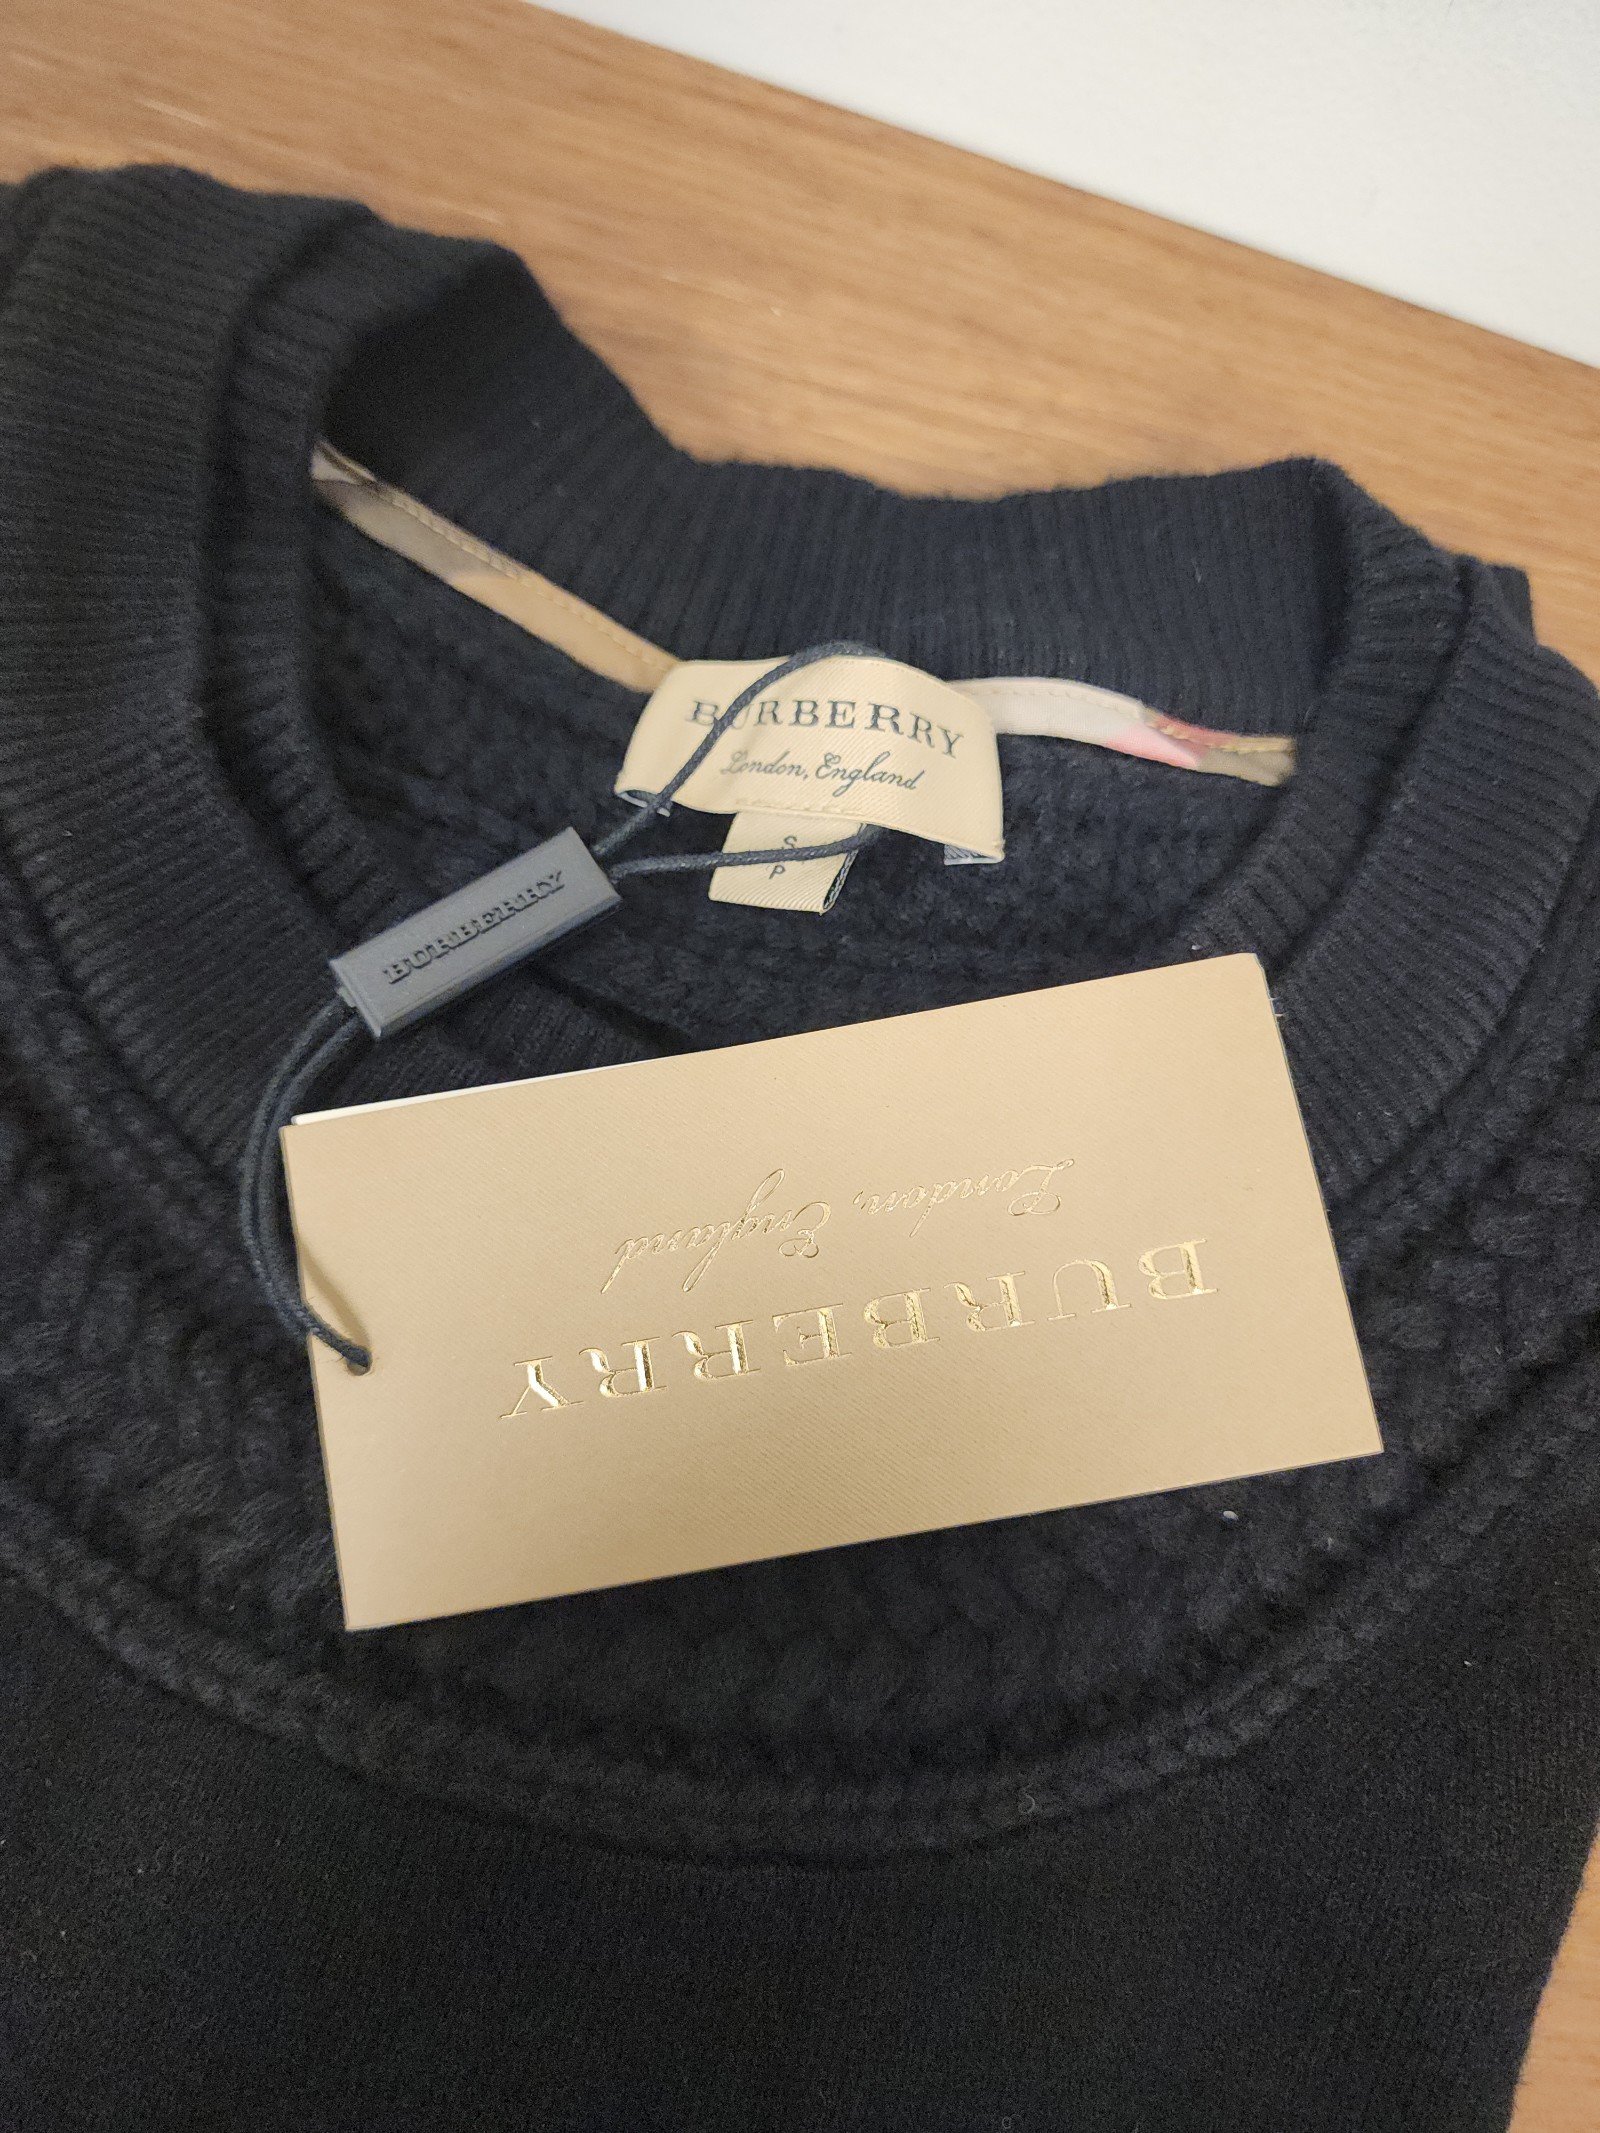 BURBERRY
London, England
S
P
BURBERRY
BURBERRY
London, England